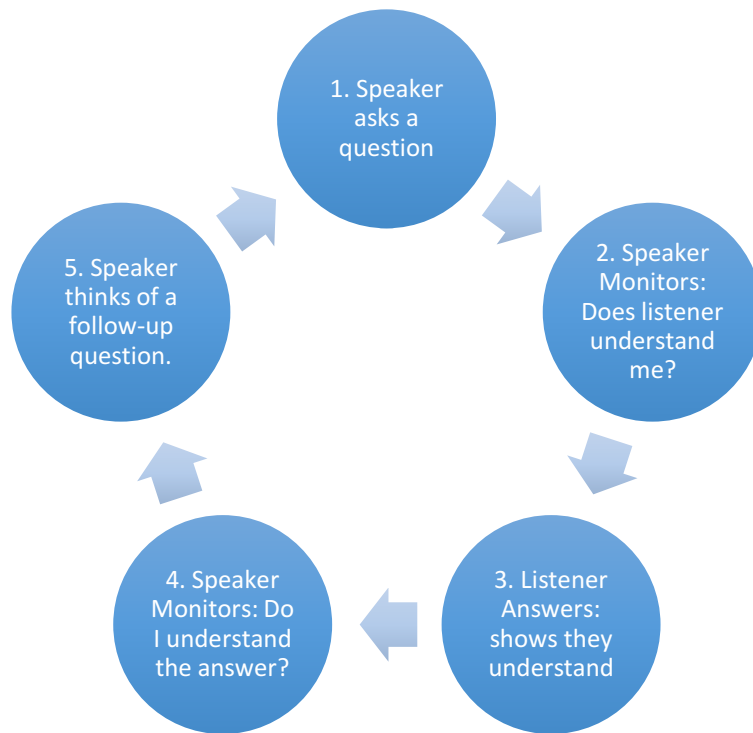 1. Speaker
asks a
question
2. Speaker
Monitors:
Does listener
understand
me?
3. Listener
Answers:
shows they
understand
4. Speaker
Monitors: Do
I understand
the answer?
5. Speaker
thinks of a
follow-up
question.